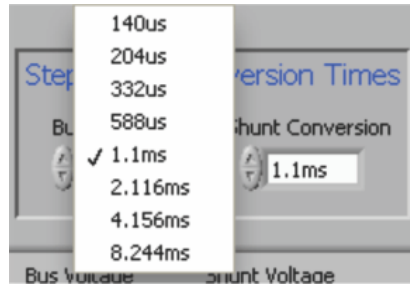 140us
204us
Step version Times
332us
Bu 588us Shunt Conversion
✓ 1.1ms 1.1ms
2.116ms
4.156ms
8.244ms
Bus Voltage Shunt Voltage